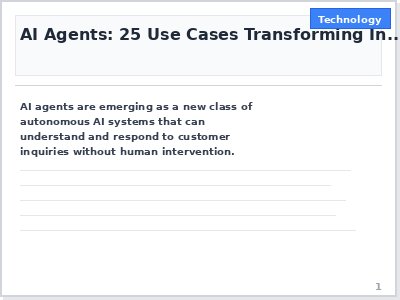 Technology
AI Agents: 25 Use Cases Transforming In...
AI agents are emerging as a new class of
autonomous AI systems that can
understand and respond to customer
inquiries without human intervention.
1